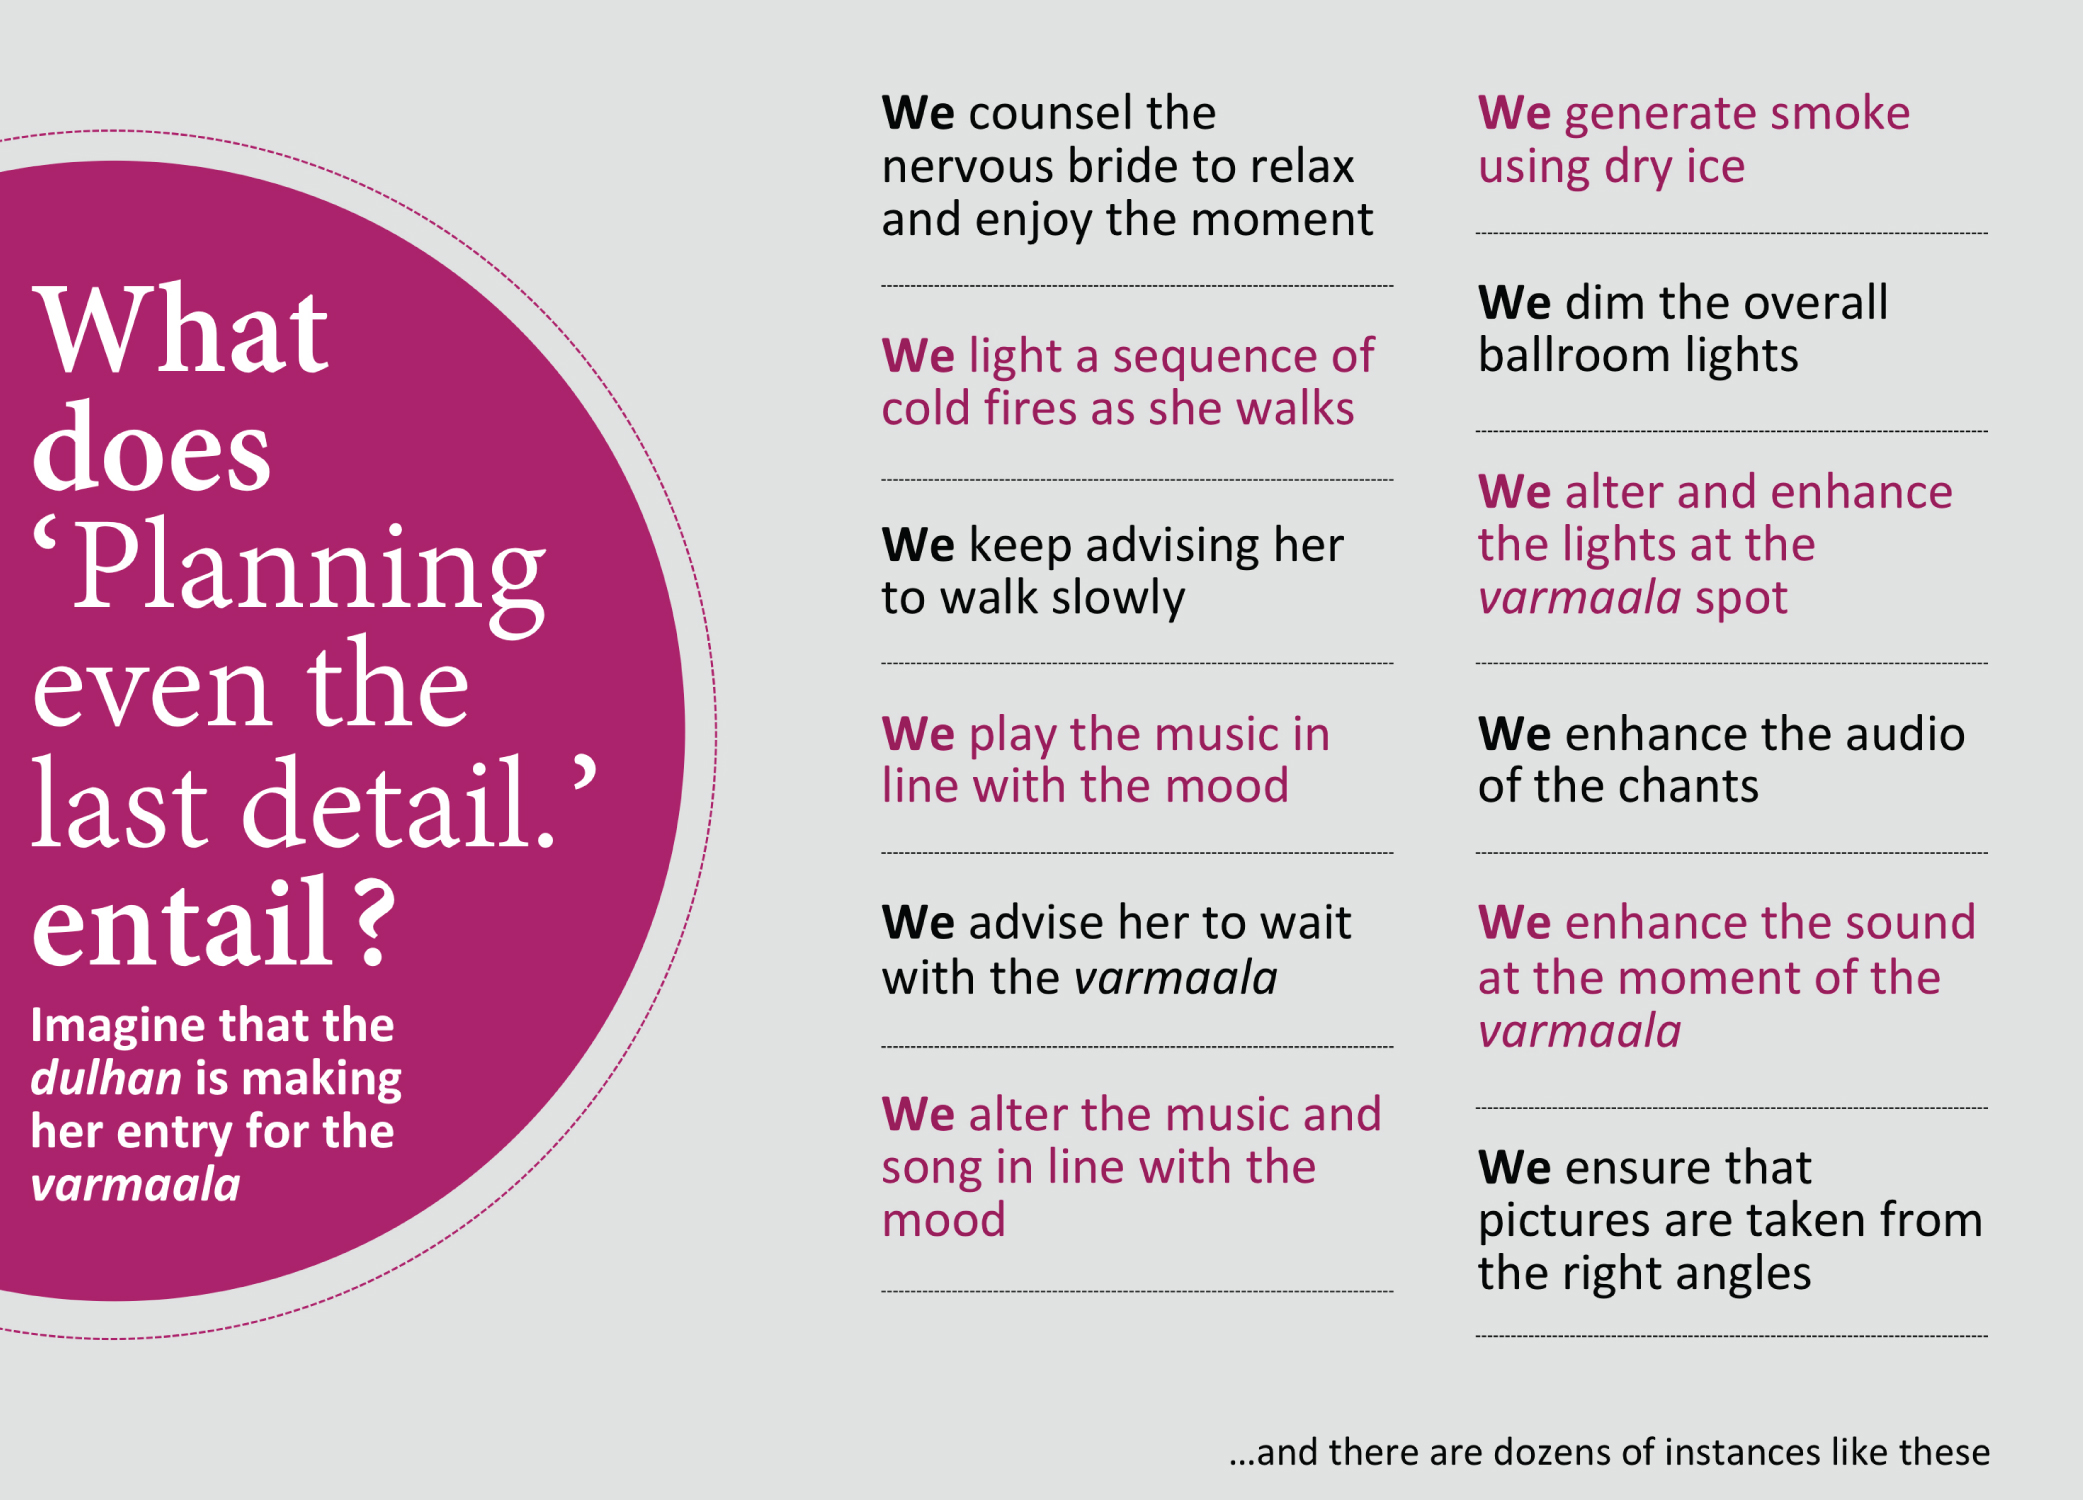 What
does
‘Planning
even the
last detail.’
entail?
Imagine that the
dulhan is making
her entry for the
varmaala
We counsel the
nervous bride to relax
and enjoy the moment
We light a sequence of
cold fires as she walks
We keep advising her
to walk slowly
We play the music in
line with the mood
We advise her to wait
with the varmaala
We alter the music and
song in line with the
mood
We generate smoke
using dry ice
We dim the overall
ballroom lights
We alter and enhance
the lights at the
varmaala spot
We enhance the audio
of the chants
We enhance the sound
at the moment of the
varmaala
We ensure that
pictures are taken from
the right angles
...and there are dozens of instances like these